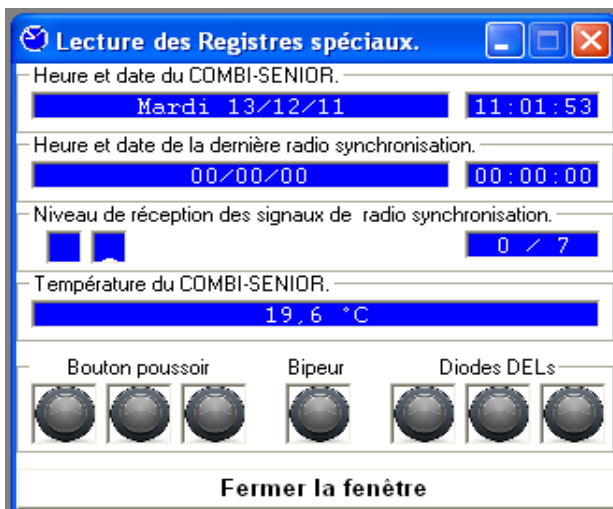 Lecture des Registres spéciaux.
Heure et date du COMBI-SENIOR.
Mardi 13/12/11 11:01:53
Heure et date de la dernière radio synchronisation.
00/00/00 00:00:00
Niveau de réception des signaux de radio synchronisation.
0 / 7
Température du COMBI-SENIOR.
19,6 °C
Bouton poussoir Bipeur Diodes DELs
Fermer la fenêtre